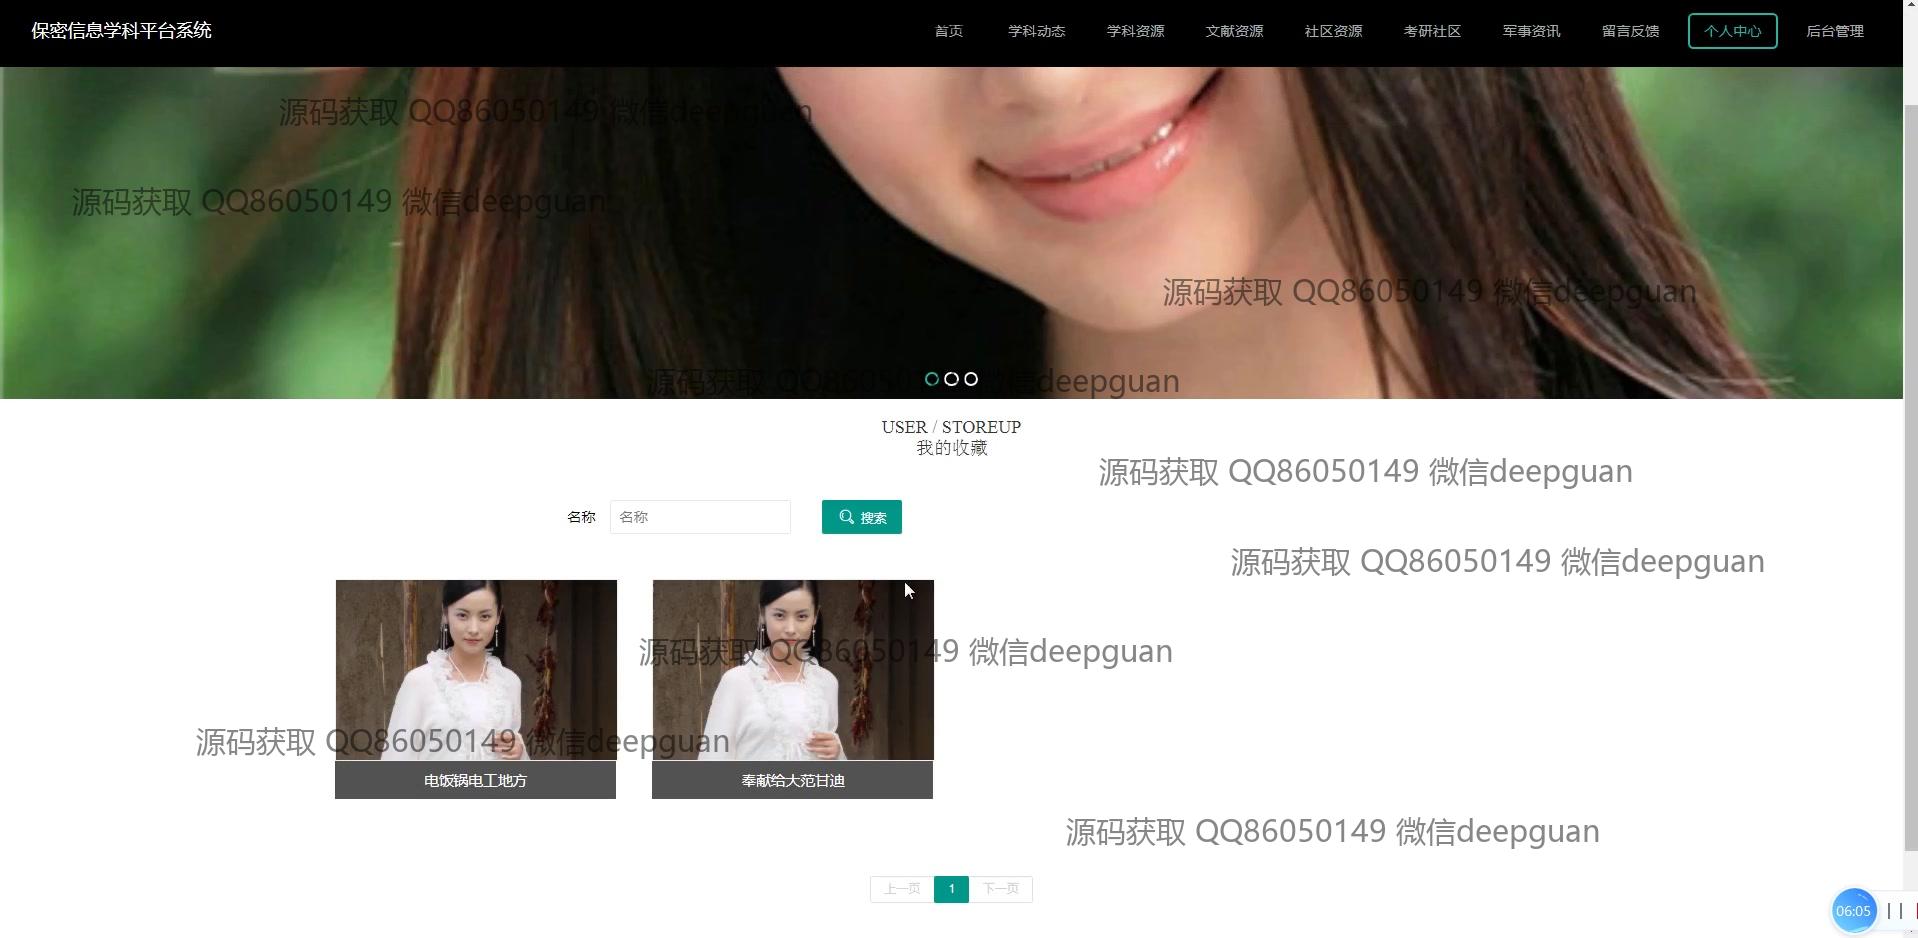 保密信息学科平台系统
首页 学科动态 学科资源 文献资源 社区资源 考研社区 军事资讯 留言反馈 个人中心 后台管理
源码获取 QQ86050149 微信deepguan
源码获取 QQ86050149 微信deepguan
源码获取 QQ86050149 微信deepguan
源码获取 QQ86050149 微信deepguan
USER / STOREUP
我的收藏
源码获取 QQ86050149 微信deepguan
名称 名称 搜索
源码获取 QQ86050149 微信deepguan
源码获取 QQ86050149 微信deepguan
源码获取 QQ86050149 微信deepguan
电饭锅电工地方 奉献给大范甘迪
源码获取 QQ86050149 微信deepguan
上一页 1 下一页
06:05